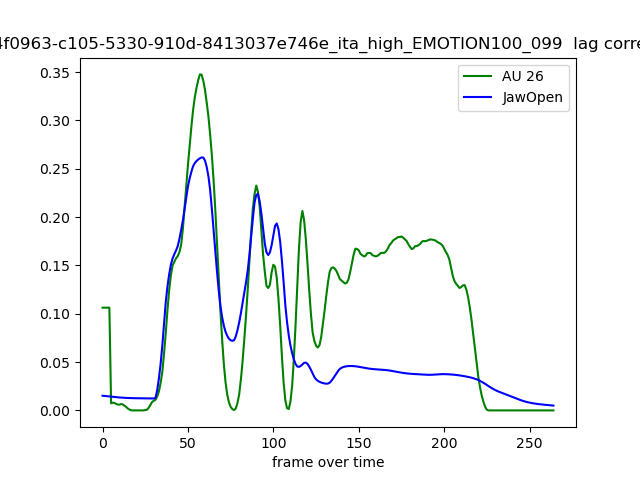 4f0963-c105-5330-910d-8413037e746e_ita_high_EMOTION100_099 lag corre
AU 26
JawOpen
0.35
0.30
0.25
0.20
0.15
0.10
0.05
0.00
0 50 100 150 200 250
frame over time